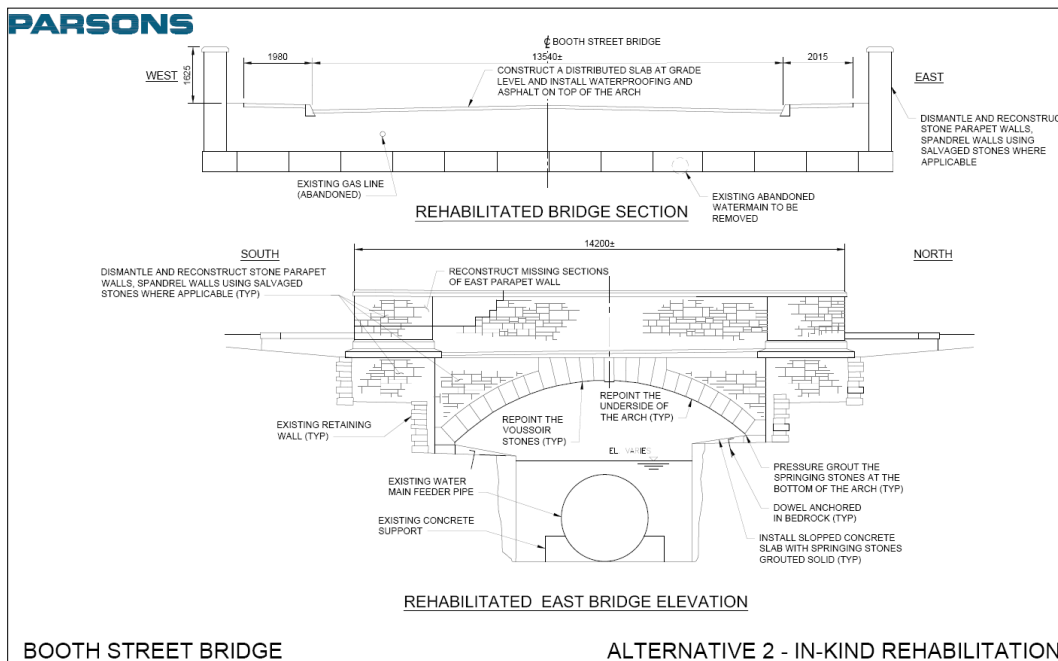 PARSONS
℄ BOOTH STREET BRIDGE
1980
13540±
2015
WEST
1625
EAST
CONSTRUCT A DISTRIBUTED SLAB AT GRADE
LEVEL AND INSTALL WATERPROOFING AND
ASPHALT ON TOP OF THE ARCH
DISMANTLE AND RECONSTRUC
STONE PARAPET WALLS,
SPANDREL WALLS USING
SALVAGED STONES WHERE
APPLICABLE
EXISTING GAS LINE
(ABANDONED)
EXISTING ABANDONED
WATERMAIN TO BE
REMOVED
REHABILITATED BRIDGE SECTION
14200±
SOUTH
NORTH
DISMANTLE AND RECONSTRUCT STONE PARAPET
WALLS, SPANDREL WALLS USING SALVAGED
STONES WHERE APPLICABLE (TYP)
RECONSTRUCT MISSING SECTIONS
OF EAST PARAPET WALL
EXISTING RETAINING
WALL (TYP)
REPOINT THE
VOUSSOIR
STONES (TYP)
REPOINT THE
UNDERSIDE OF
THE ARCH (TYP)
EL VARIES
EXISTING WATER
MAIN FEEDER PIPE
EXISTING CONCRETE
SUPPORT
PRESSURE GROUT THE
SPRINGING STONES AT THE
BOTTOM OF THE ARCH (TYP)
DOWEL ANCHORED
IN BEDROCK (TYP)
INSTALL SLOPPED CONCRETE
SLAB WITH SPRINGING STONES
GROUTED SOLID (TYP)
REHABILITATED EAST BRIDGE ELEVATION
BOOTH STREET BRIDGE
ALTERNATIVE 2 - IN-KIND REHABILITATION